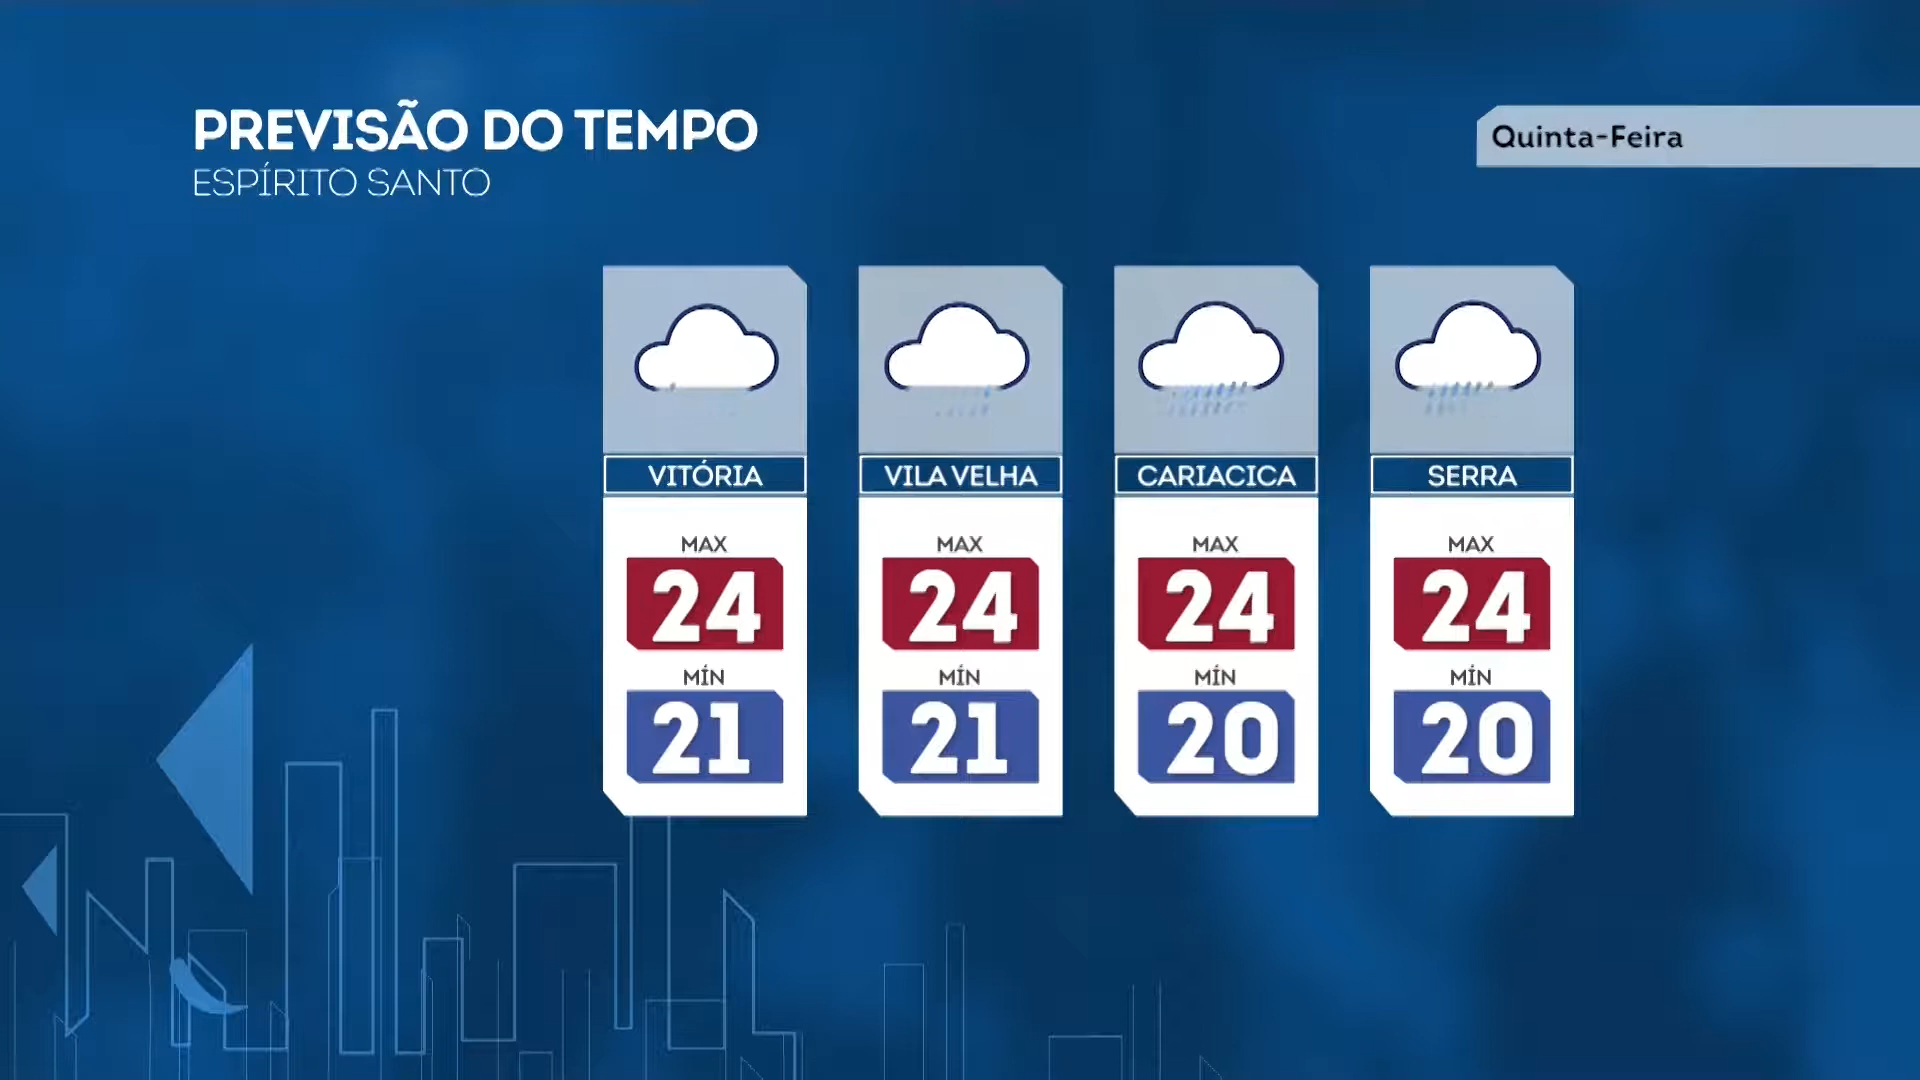 PREVISÃO DO TEMPO
ESPÍRITO SANTO
Quinta-Feira
VITÓRIA
MAX
24
MÍN
21
VILA VELHA
MAX
24
MÍN
21
CARIACICA
MAX
24
MÍN
20
SERRA
MAX
24
MÍN
20